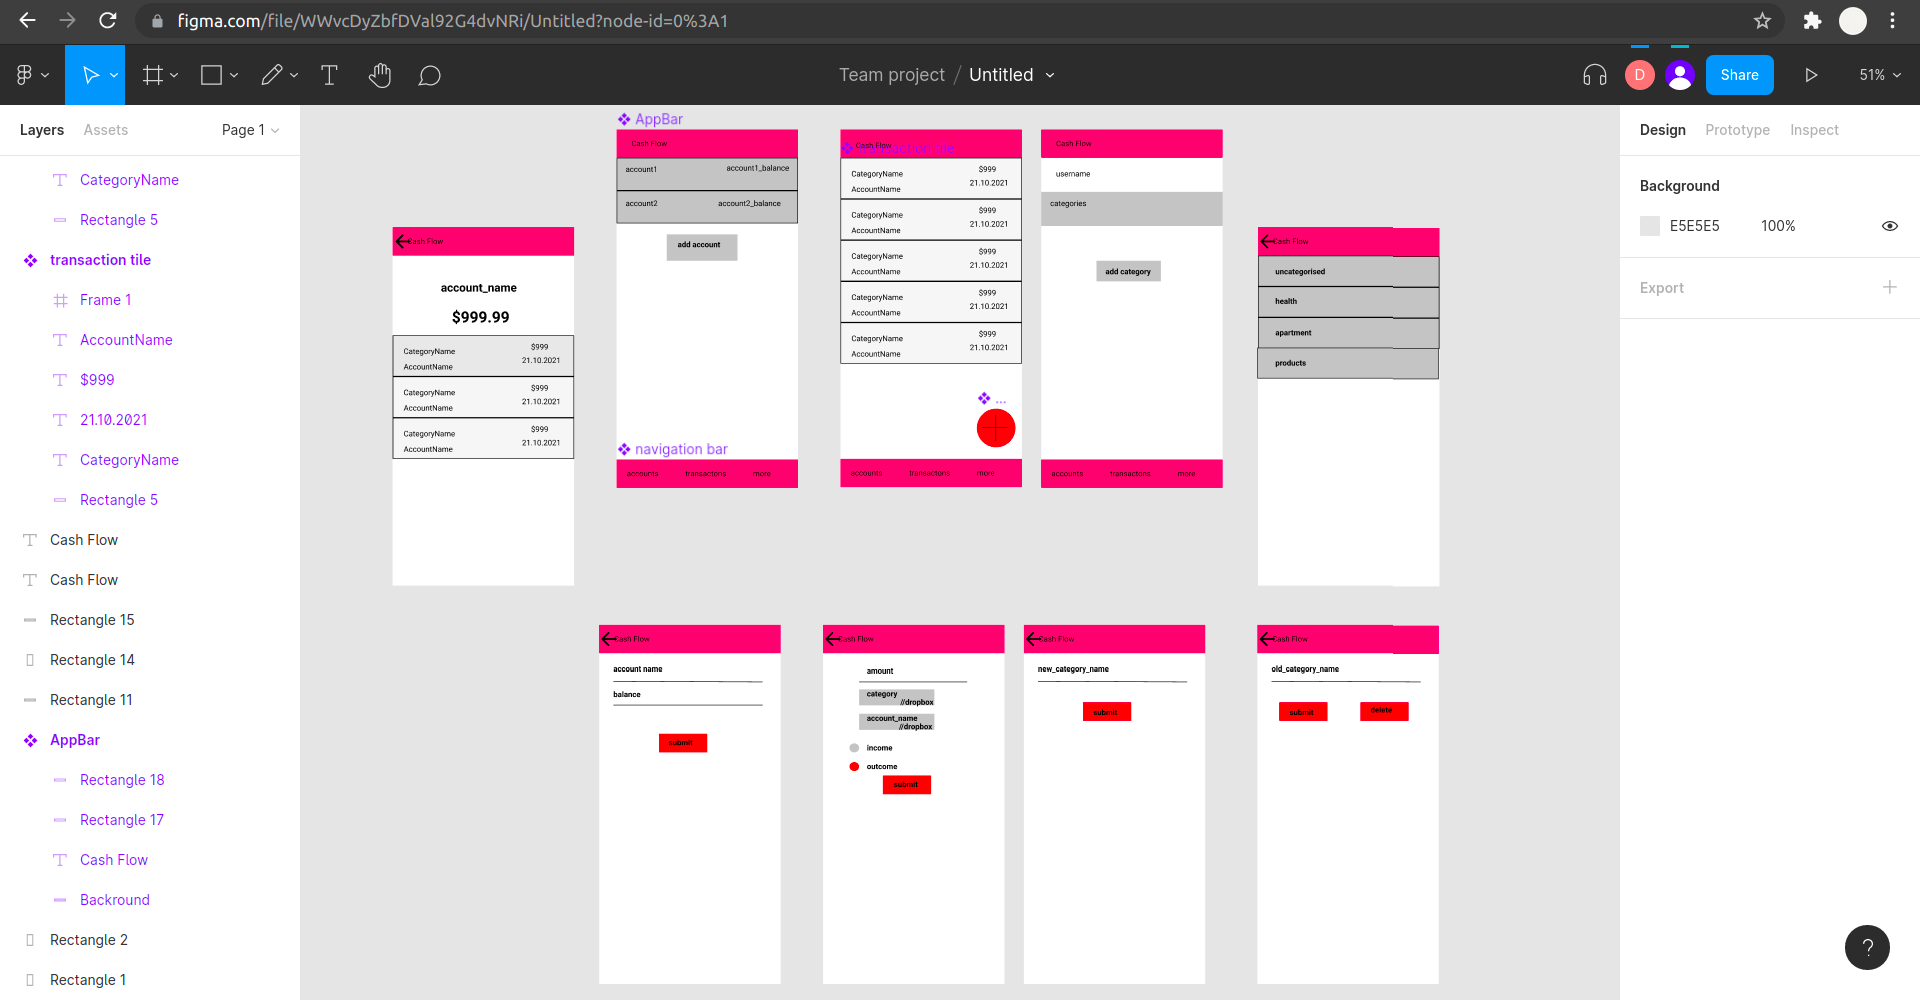 figma.com/file/WWvcDyZbfDVal92G4dvNRi/Untitled?node-id=0%3A1
Team project / Untitled
D
Share
51%
Layers
Assets
Page 1
CategoryName
Rectangle 5
transaction tile
Frame 1
AccountName
$999
21.10.2021
CategoryName
Rectangle 5
Cash Flow
Cash Flow
Rectangle 15
Rectangle 14
Rectangle 11
AppBar
Rectangle 18
Rectangle 17
Cash Flow
Backround
Rectangle 2
Rectangle 1
Cash Flow
account_name
$999.99
CategoryName $999
AccountName 21.10.2021
CategoryName $999
AccountName 21.10.2021
CategoryName $999
AccountName 21.10.2021
AppBar
Cash Flow
account1 account1_balance
account2 account2_balance
add account
navigation bar
accounts transactons more
Cash Flow
transaction tile
CategoryName $999
AccountName 21.10.2021
CategoryName $999
AccountName 21.10.2021
CategoryName $999
AccountName 21.10.2021
CategoryName $999
AccountName 21.10.2021
CategoryName $999
AccountName 21.10.2021
...
accounts transactons more
Cash Flow
username
categories
add category
accounts transactons more
Cash Flow
uncategorised
health
apartment
products
Cash Flow
account name
balance
submit
Cash Flow
amount
category
//dropbox
account_name
//dropbox
income
outcome
submit
Cash Flow
new_category_name
submit
Cash Flow
old_category_name
submit delete
Design
Prototype
Inspect
Background
E5E5E5 100%
Export
?